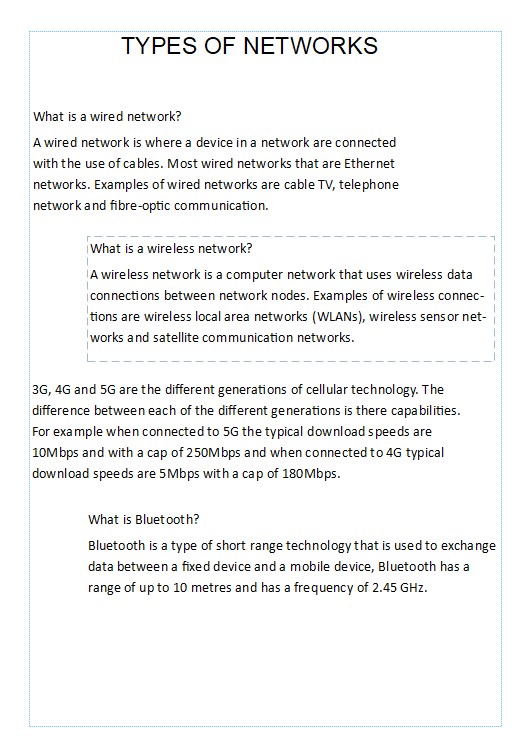 TYPES OF NETWORKS
What is a wired network?
A wired network is where a device in a network are connected
with the use of cables. Most wired networks that are Ethernet
networks. Examples of wired networks are cable TV, telephone
network and fibre-optic communication.
What is a wireless network?
A wireless network is a computer network that uses wireless data
connections between network nodes. Examples of wireless connec-
tions are wireless local area networks (WLANs), wireless sensor net-
works and satellite communication networks.
3G, 4G and 5G are the different generations of cellular technology. The
difference between each of the different generations is there capabilities.
For example when connected to 5G the typical download speeds are
10Mbps and with a cap of 250Mbps and when connected to 4G typical
download speeds are 5Mbps with a cap of 180Mbps.
What is Bluetooth?
Bluetooth is a type of short range technology that is used to exchange
data between a fixed device and a mobile device, Bluetooth has a
range of up to 10 metres and has a frequency of 2.45 GHz.